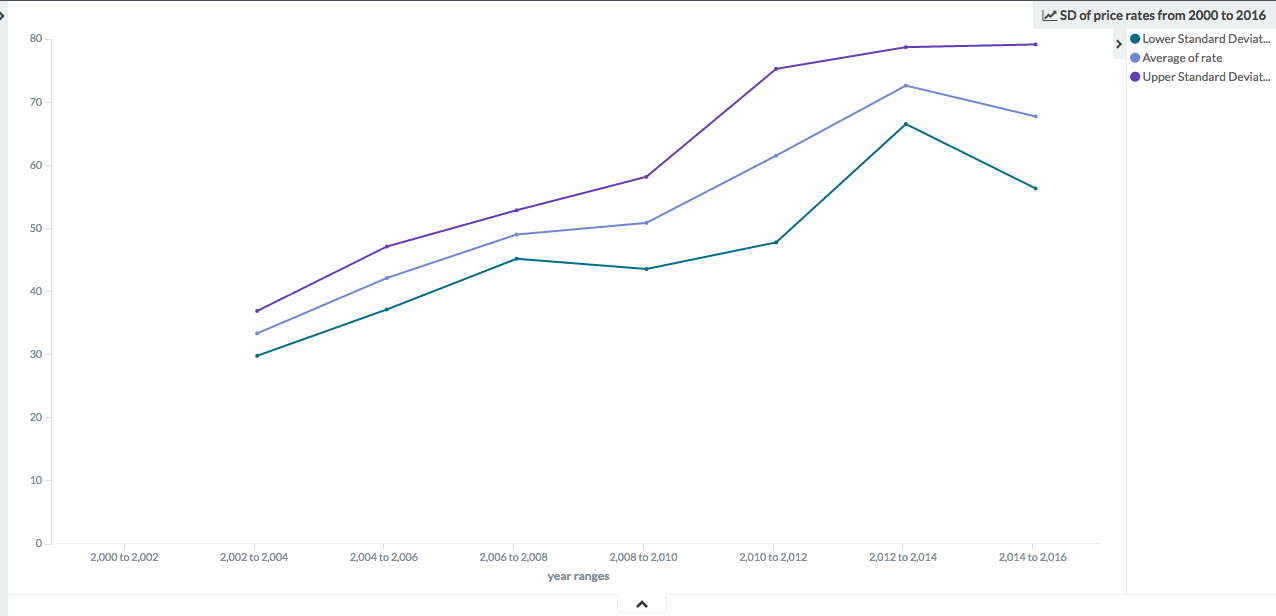 SD of price rates from 2000 to 2016
Lower Standard Deviat...
Average of rate
Upper Standard Deviat...
80
70
60
50
40
30
20
10
0
2,000 to 2,002
2,002 to 2,004
2,004 to 2,006
2,006 to 2,008
2,008 to 2,010
2,010 to 2,012
2,012 to 2,014
2,014 to 2,016
year ranges